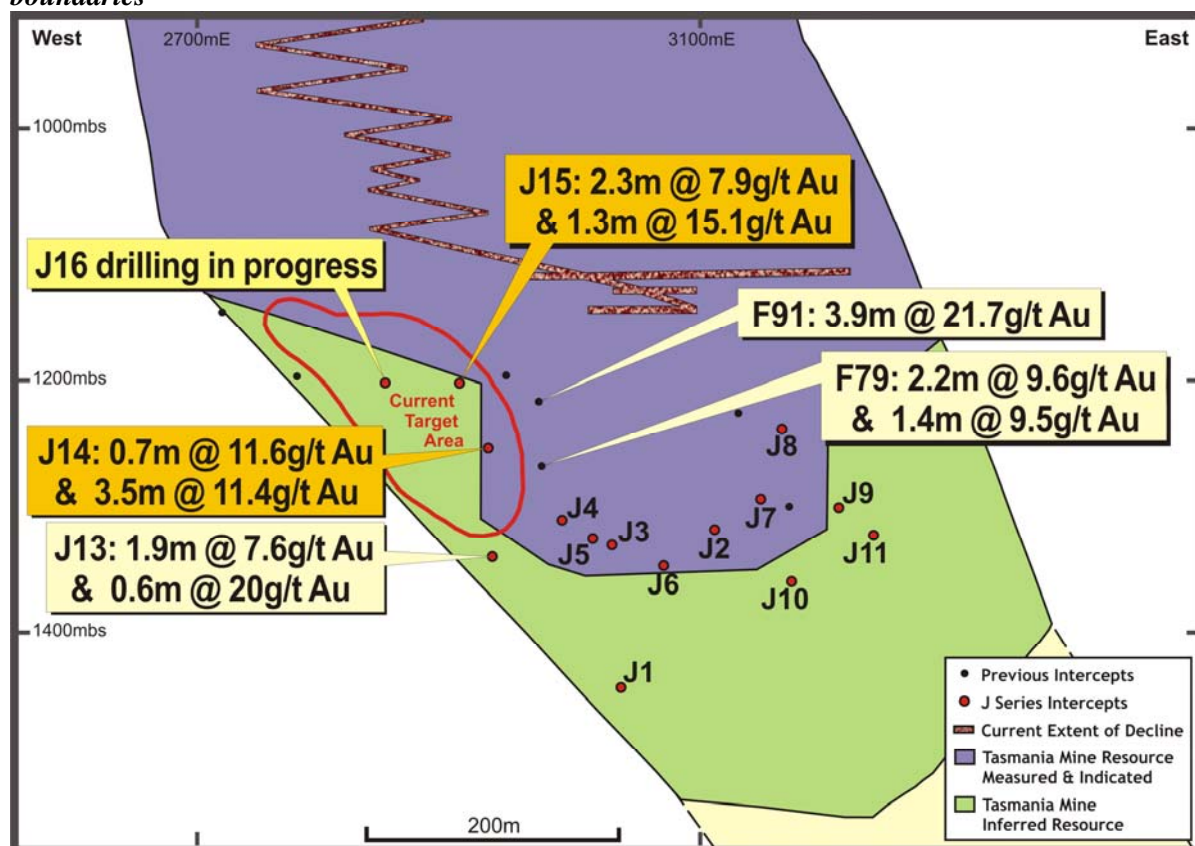 boundaries
West
2700mE
3100mE
East
1000mbs
J15: 2.3m @ 7.9g/t Au
& 1.3m @ 15.1g/t Au
J16 drilling in progress
F91: 3.9m @ 21.7g/t Au
1200mbs
F79: 2.2m @ 9.6g/t Au
& 1.4m @ 9.5g/t Au
Current
Target
Area
J14: 0.7m @ 11.6g/t Au
& 3.5m @ 11.4g/t Au
J8
J7
J9
J4
J5
J3
J2
J11
J13: 1.9m @ 7.6g/t Au
& 0.6m @ 20g/t Au
J6
J10
1400mbs
J1
Previous Intercepts
J Series Intercepts
Current Extent of Decline
Tasmania Mine Resource
Measured & Indicated
Tasmania Mine
Inferred Resource
200m